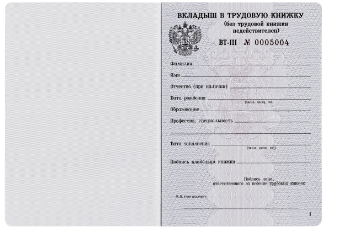 ВКЛАДЫШ В ТРУДОВУЮ КНИЖКУ
(без трудовой книжки
недействителен)
ВТ-III № 0005004
Фамилия
Имя
Отчество (при наличии)
Дата рождения
(число, месяц, год)
Образование
Профессия, специальность
Дата заполнения
(число, месяц, год)
Подпись владельца книжки
Подпись лица,
ответственного за ведение трудовых книжек
М.П.
1